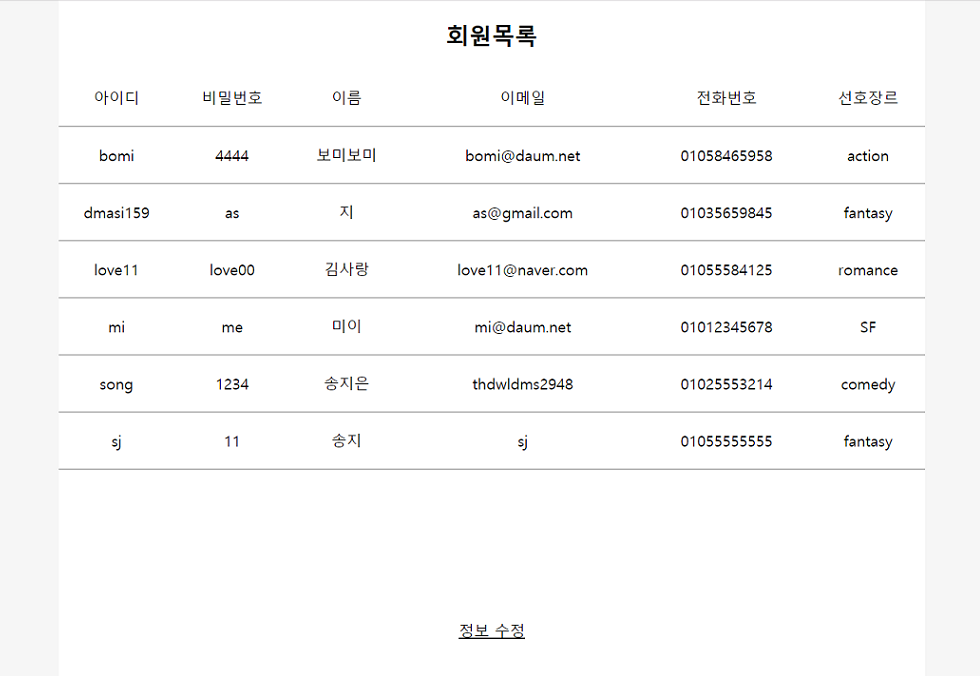 회원목록
아이디 비밀번호 이름 이메일 전화번호 선호장르
bomi 4444 보미보미 bomi@daum.net 01058465958 action
dmasi159 as 지 as@gmail.com 01035659845 fantasy
love11 love00 김사랑 love11@naver.com 01055584125 romance
mi me 미이 mi@daum.net 01012345678 SF
song 1234 송지은 thdwldms2948 01025553214 comedy
sj 11 송지 sj 01055555555 fantasy
정보 수정